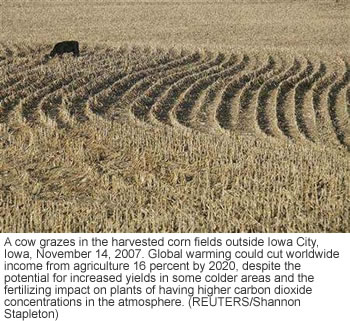 A cow grazes in the harvested corn fields outside Iowa City,
Iowa, November 14, 2007. Global warming could cut worldwide
income from agriculture 16 percent by 2020, despite the
potential for increased yields in some colder areas and the
fertilizing impact on plants of having higher carbon dioxide
concentrations in the atmosphere. (REUTERS/Shannon
Stapleton)